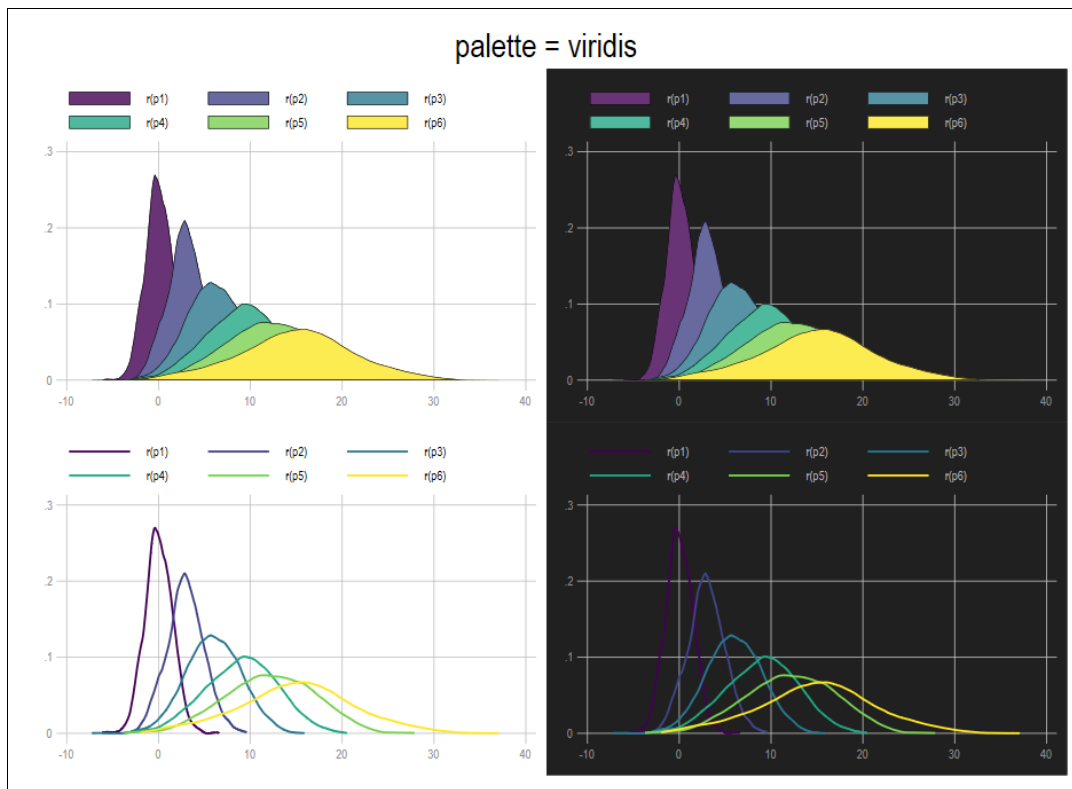 palette = viridis
r(p1) r(p2) r(p3)
r(p4) r(p5) r(p6)
.3
.2
.1
0
-10 0 10 20 30 40
r(p1) r(p2) r(p3)
r(p4) r(p5) r(p6)
.3
.2
.1
0
-10 0 10 20 30 40
r(p1) r(p2) r(p3)
r(p4) r(p5) r(p6)
.3
.2
.1
0
-10 0 10 20 30 40
r(p1) r(p2) r(p3)
r(p4) r(p5) r(p6)
.3
.2
.1
0
-10 0 10 20 30 40